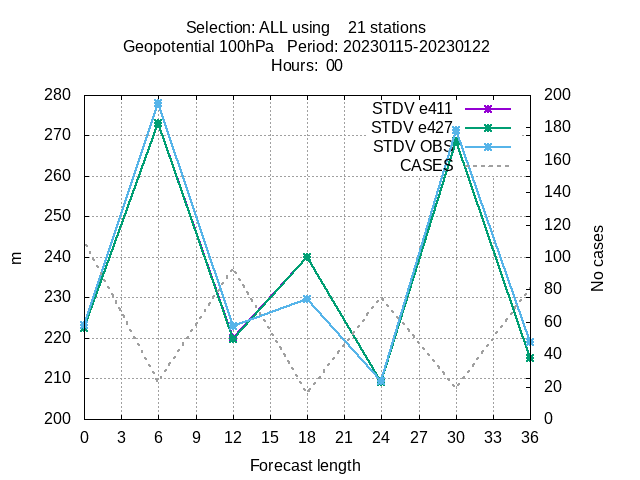 Selection: ALL using    21 stations
Geopotential 100hPa   Period: 20230115-20230122
Hours:  00
STDV e411
STDV e427
STDV OBS
CASES
280
270
260
250
240
230
220
210
200
200
180
160
140
120
100
80
60
40
20
0
m
No cases
0 3 6 9 12 15 18 21 24 27 30 33 36
Forecast length